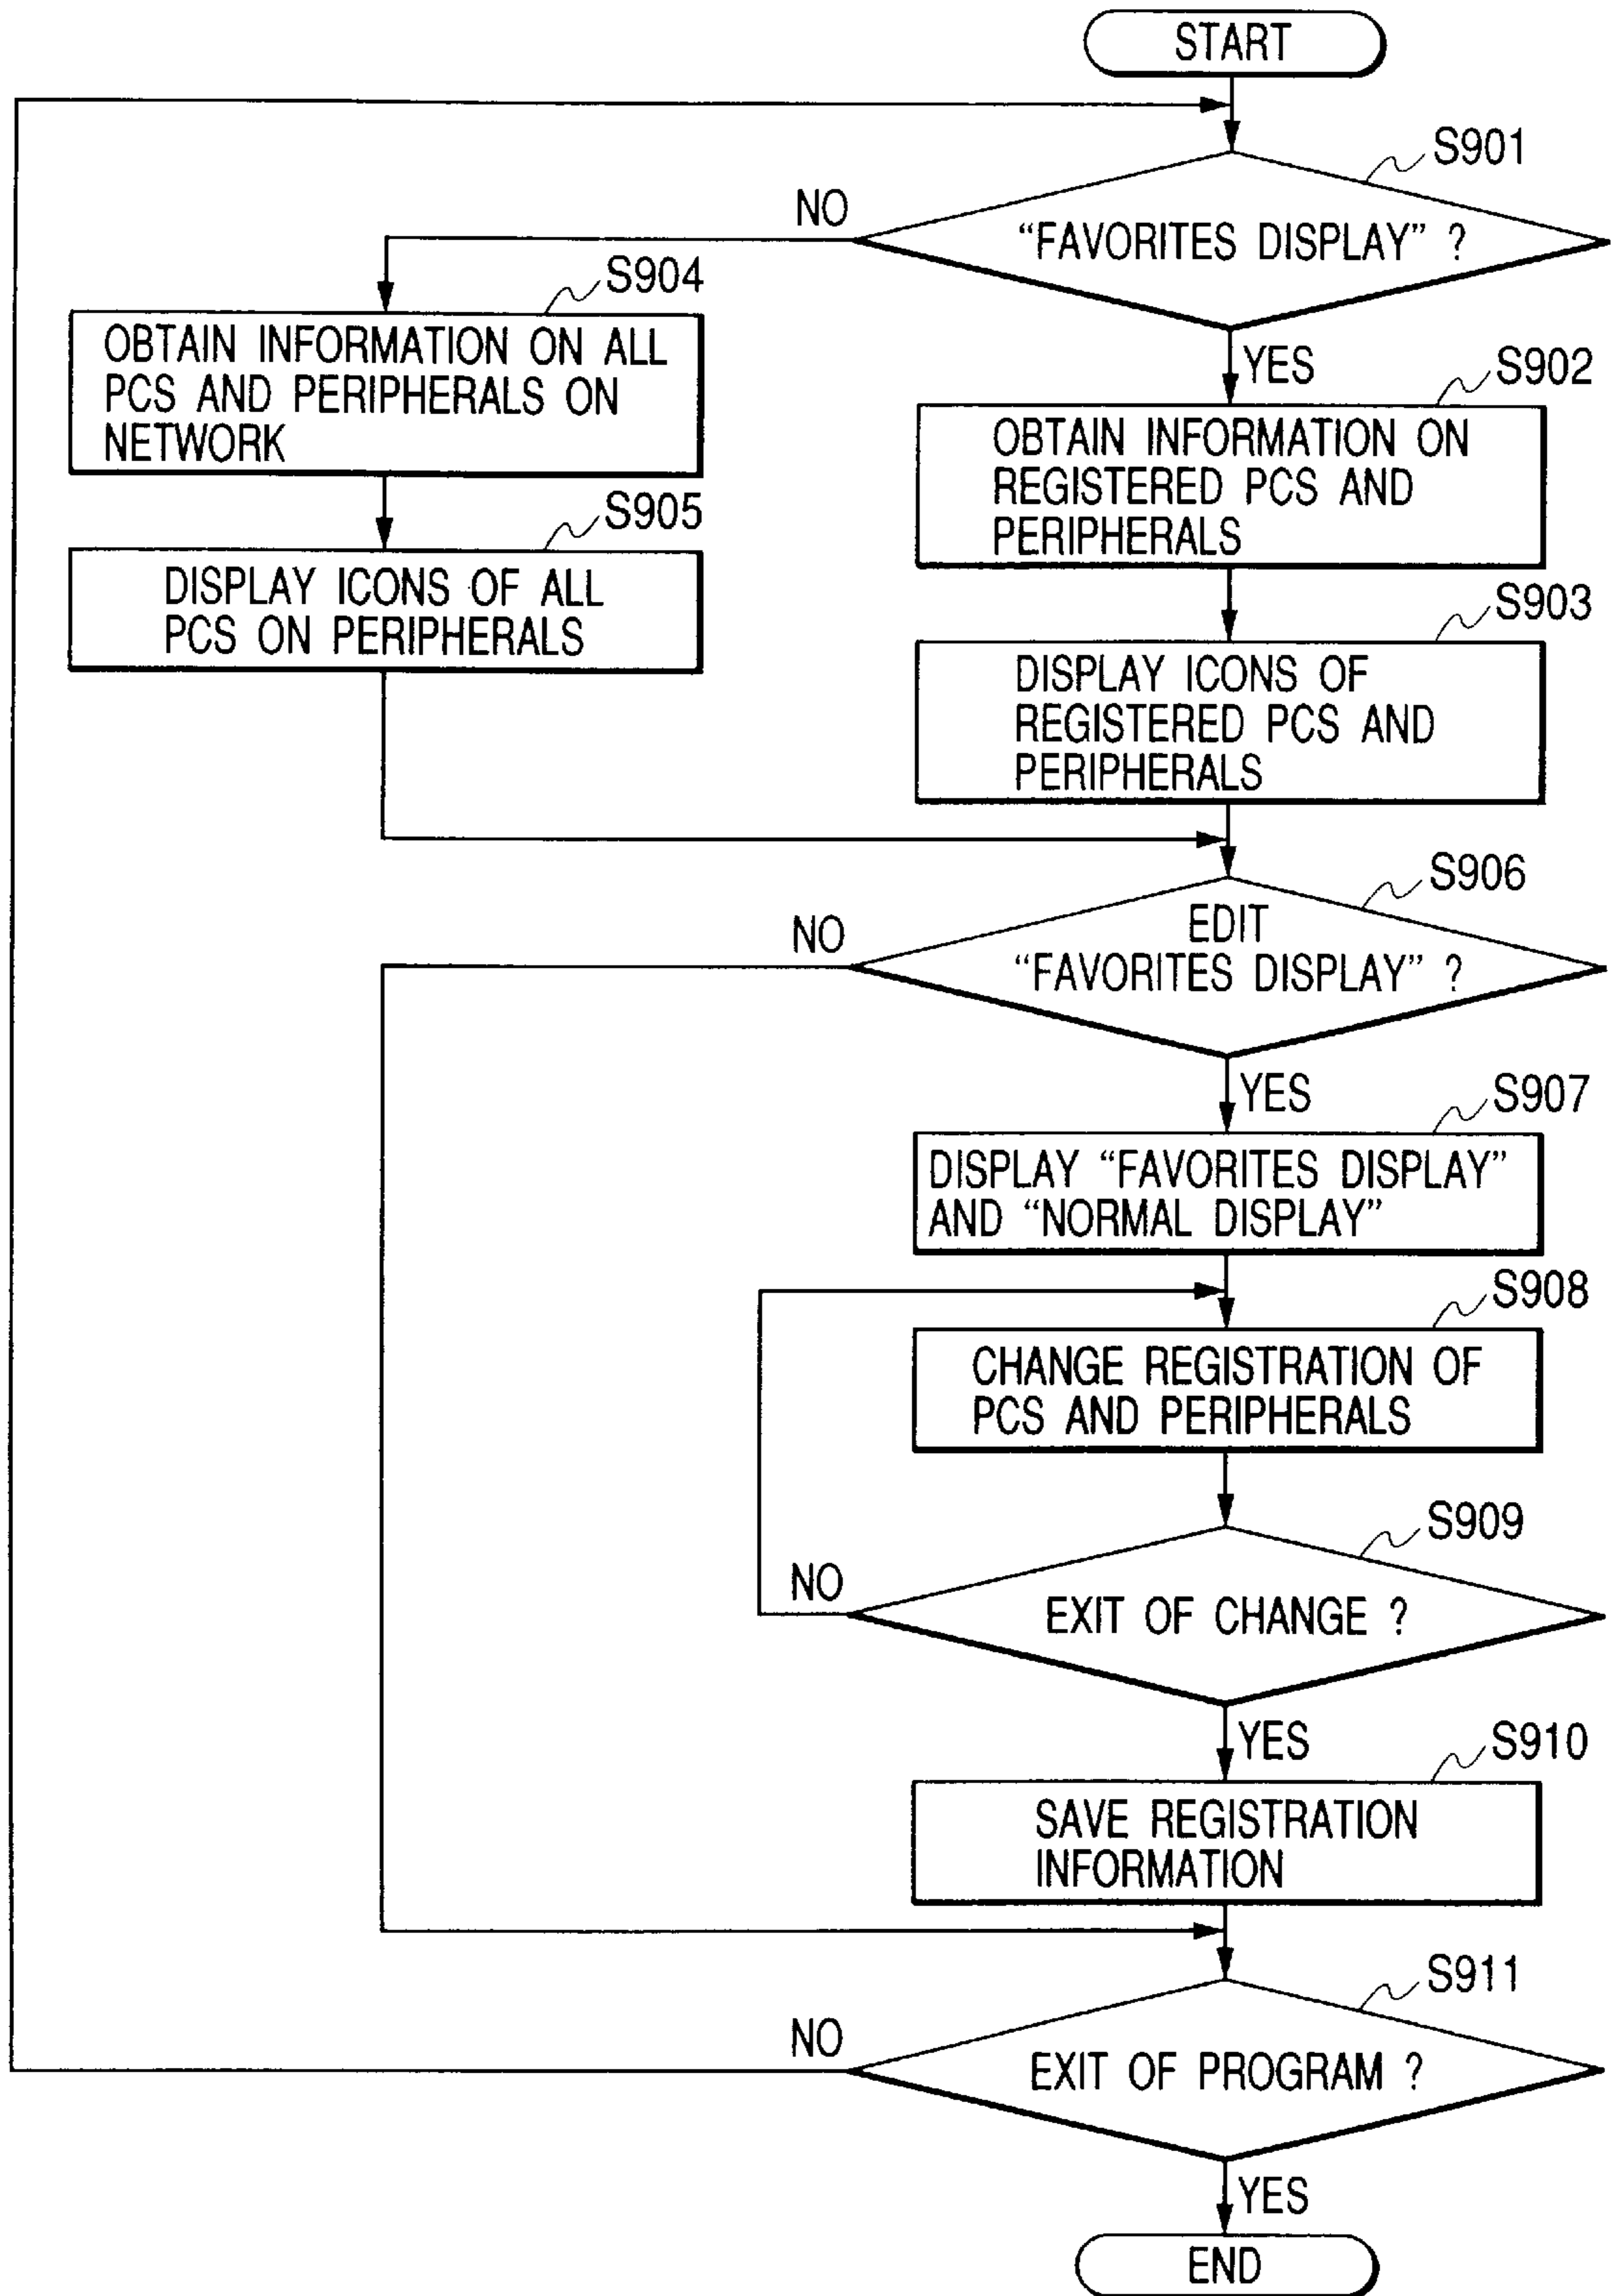 START
S901
NO
“FAVORITES DISPLAY” ?
S904
OBTAIN INFORMATION ON ALL
PCS AND PERIPHERALS ON
NETWORK
YES
S902
OBTAIN INFORMATION ON
REGISTERED PCS AND
PERIPHERALS
S905
DISPLAY ICONS OF ALL
PCS ON PERIPHERALS
S903
DISPLAY ICONS OF
REGISTERED PCS AND
PERIPHERALS
S906
NO
EDIT
“FAVORITES DISPLAY” ?
YES
S907
DISPLAY “FAVORITES DISPLAY”
AND “NORMAL DISPLAY”
S908
CHANGE REGISTRATION OF
PCS AND PERIPHERALS
S909
NO
EXIT OF CHANGE ?
YES
S910
SAVE REGISTRATION
INFORMATION
S911
NO
EXIT OF PROGRAM ?
YES
END